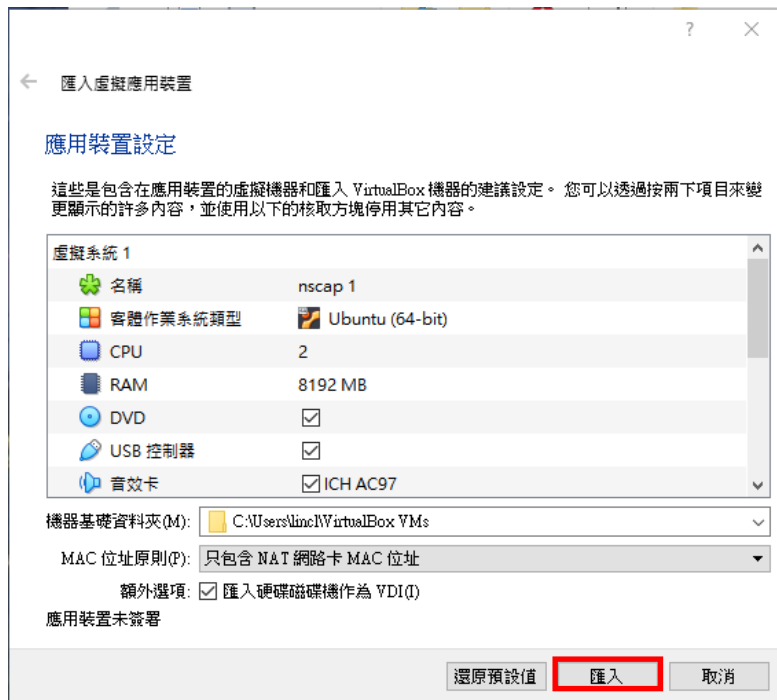 ?
匯入虛擬應用裝置
應用裝置設定
這些是包含在應用裝置的虛擬機器和匯入 VirtualBox 機器的建議設定。 您可以透過按兩下項目來變
更顯示的許多內容，並使用以下的核取方塊停用其它內容。
虛擬系統 1
名稱 nscap 1
客體作業系統類型 Ubuntu (64-bit)
CPU 2
RAM 8192 MB
DVD
USB 控制器
音效卡 ICH AC97
機器基礎資料夾(M): C:\Users\lincl\VirtualBox VMs
MAC 位址原則(P): 只包含 NAT 網路卡 MAC 位址
額外選項: 匯入硬碟磁碟機作為 VDI(I)
應用裝置未簽署
還原預設值 匯入 取消